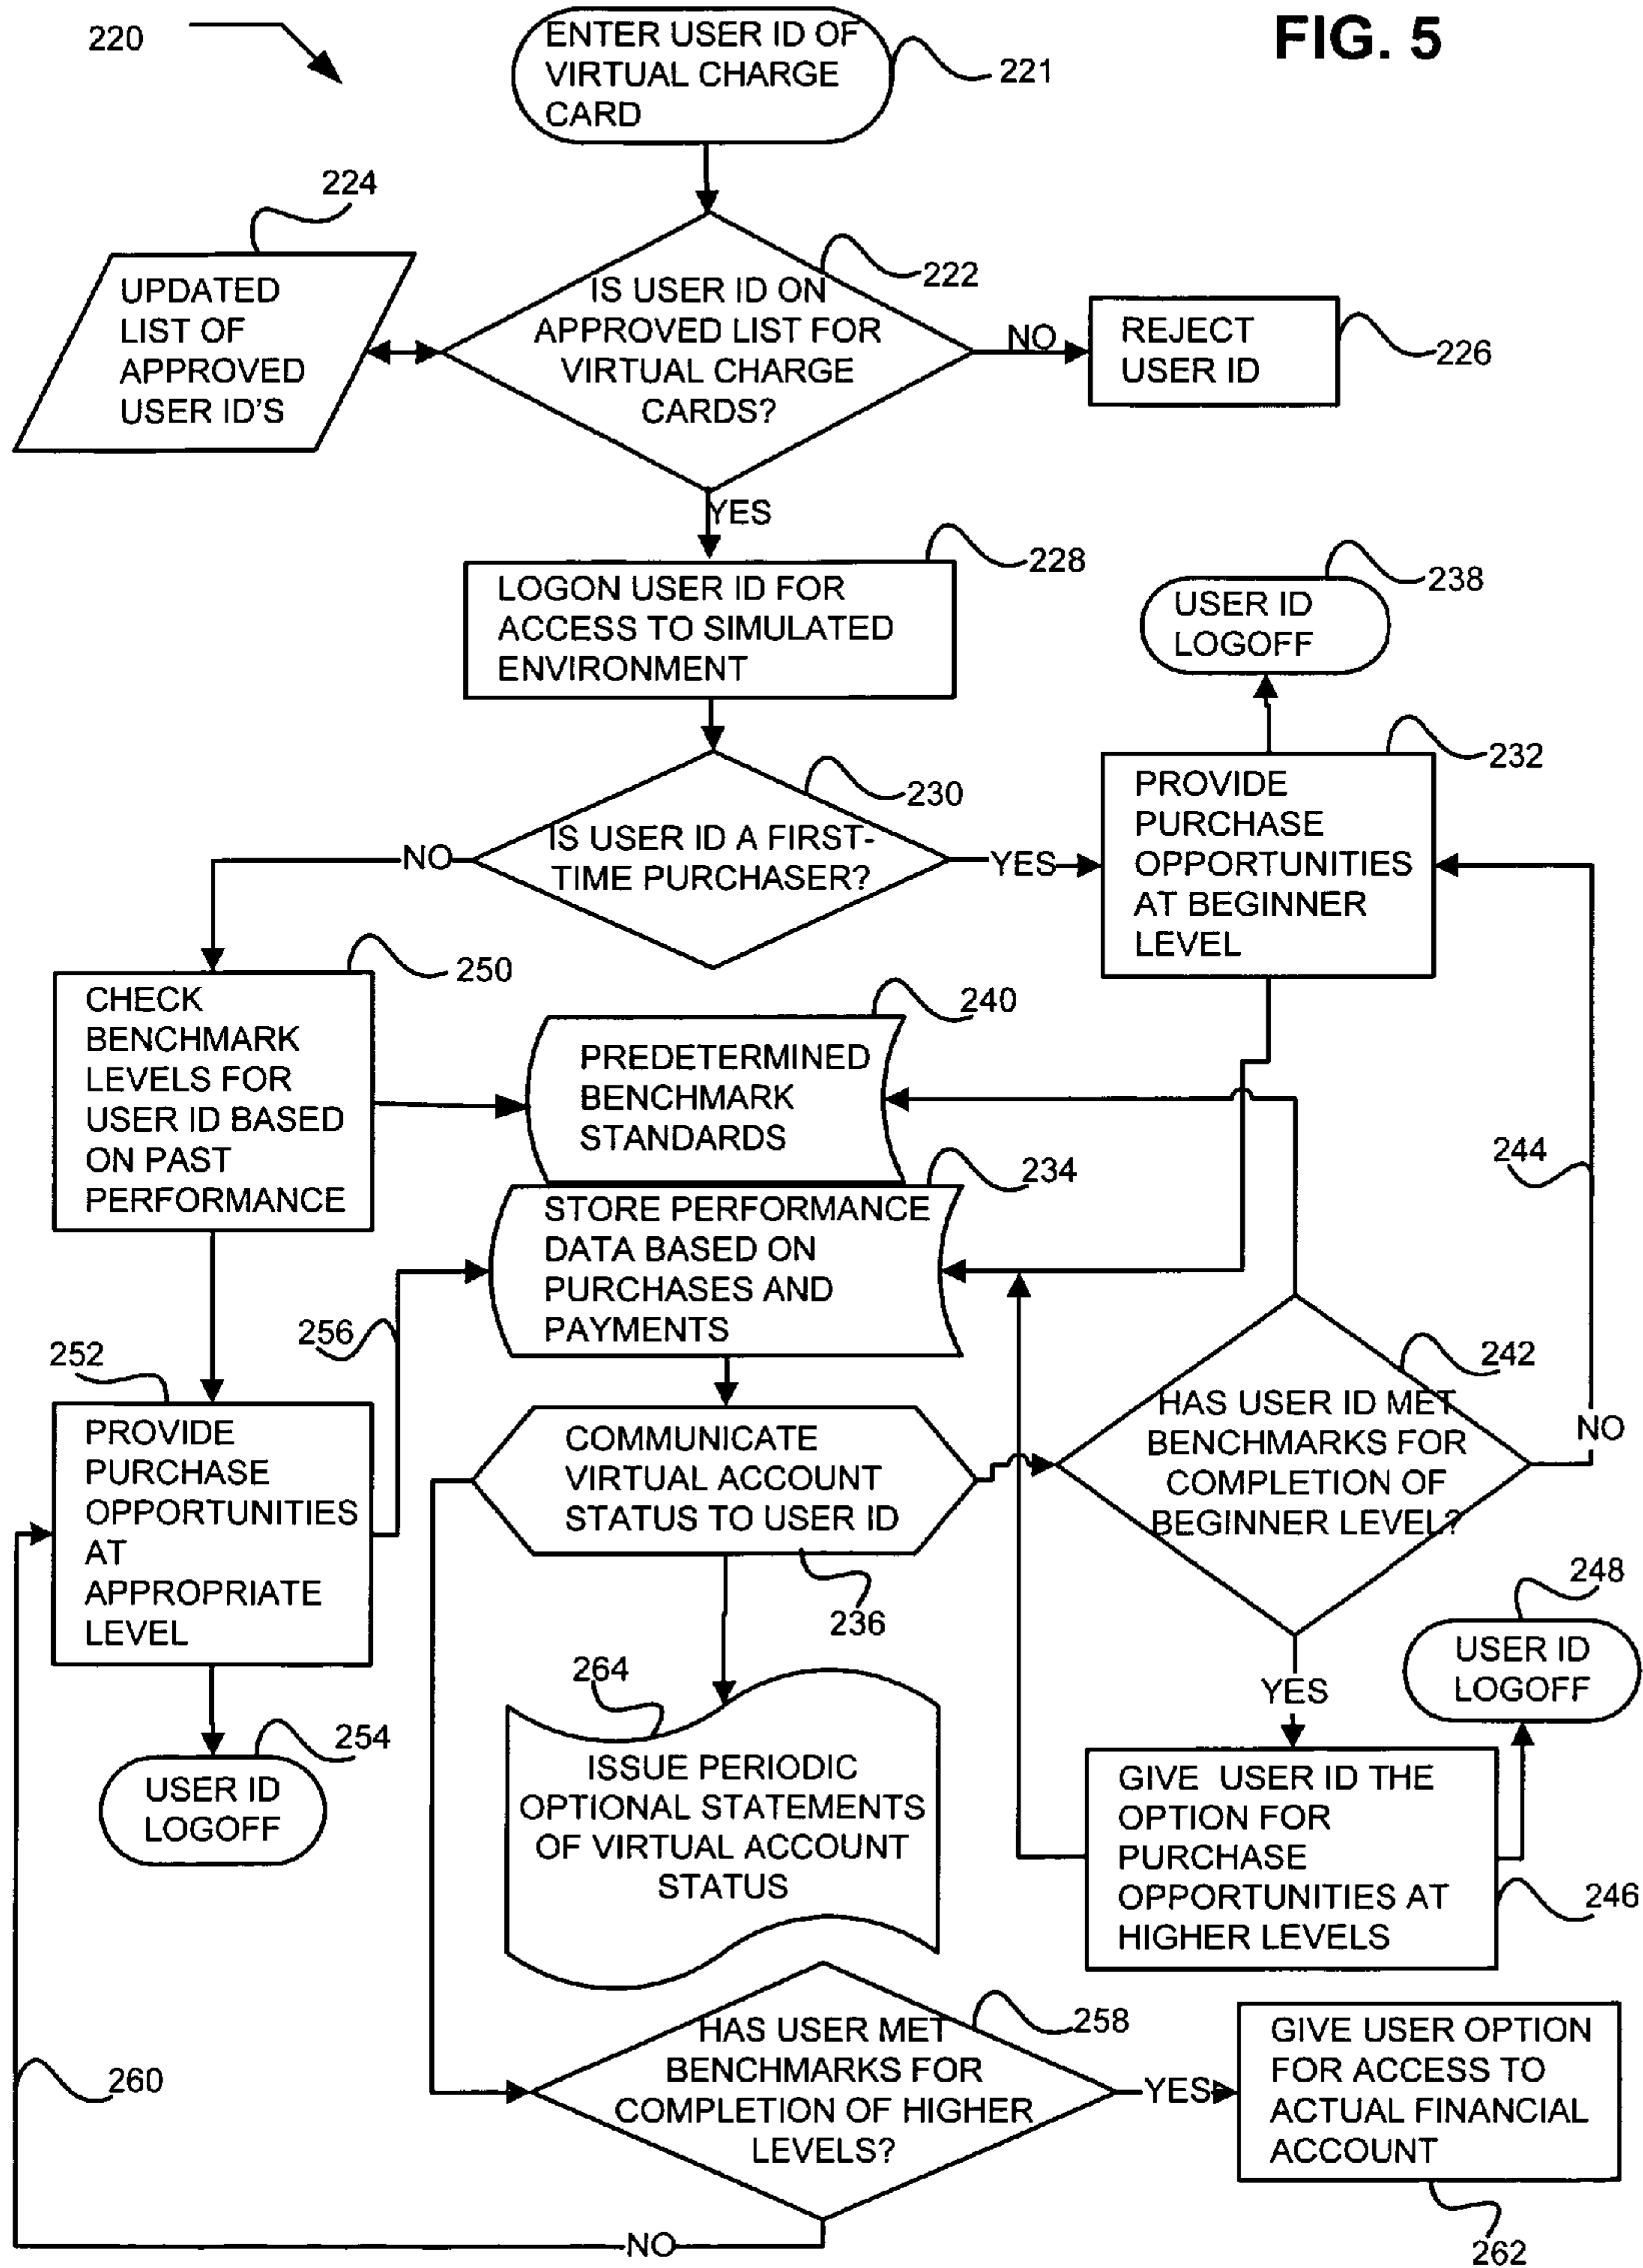 FIG. 5
220
ENTER USER ID OF
VIRTUAL CHARGE
CARD
221
224
UPDATED
LIST OF
APPROVED
USER ID'S
222
IS USER ID ON
APPROVED LIST FOR
VIRTUAL CHARGE
CARDS?
NO
REJECT
USER ID
226
YES
228
LOGON USER ID FOR
ACCESS TO SIMULATED
ENVIRONMENT
238
USER ID
LOGOFF
230
IS USER ID A FIRST-
TIME PURCHASER?
NO
YES
232
PROVIDE
PURCHASE
OPPORTUNITIES
AT BEGINNER
LEVEL
250
CHECK
BENCHMARK
LEVELS FOR
USER ID BASED
ON PAST
PERFORMANCE
240
PREDETERMINED
BENCHMARK
STANDARDS
234
STORE PERFORMANCE
DATA BASED ON
PURCHASES AND
PAYMENTS
244
256
252
PROVIDE
PURCHASE
OPPORTUNITIES
AT
APPROPRIATE
LEVEL
COMMUNICATE
VIRTUAL ACCOUNT
STATUS TO USER ID
236
242
HAS USER ID MET
BENCHMARKS FOR
COMPLETION OF
BEGINNER LEVEL?
NO
YES
248
USER ID
LOGOFF
254
USER ID
LOGOFF
264
ISSUE PERIODIC
OPTIONAL STATEMENTS
OF VIRTUAL ACCOUNT
STATUS
GIVE USER ID THE
OPTION FOR
PURCHASE
OPPORTUNITIES AT
HIGHER LEVELS
246
258
HAS USER MET
BENCHMARKS FOR
COMPLETION OF HIGHER
LEVELS?
YES
GIVE USER OPTION
FOR ACCESS TO
ACTUAL FINANCIAL
ACCOUNT
260
NO
262